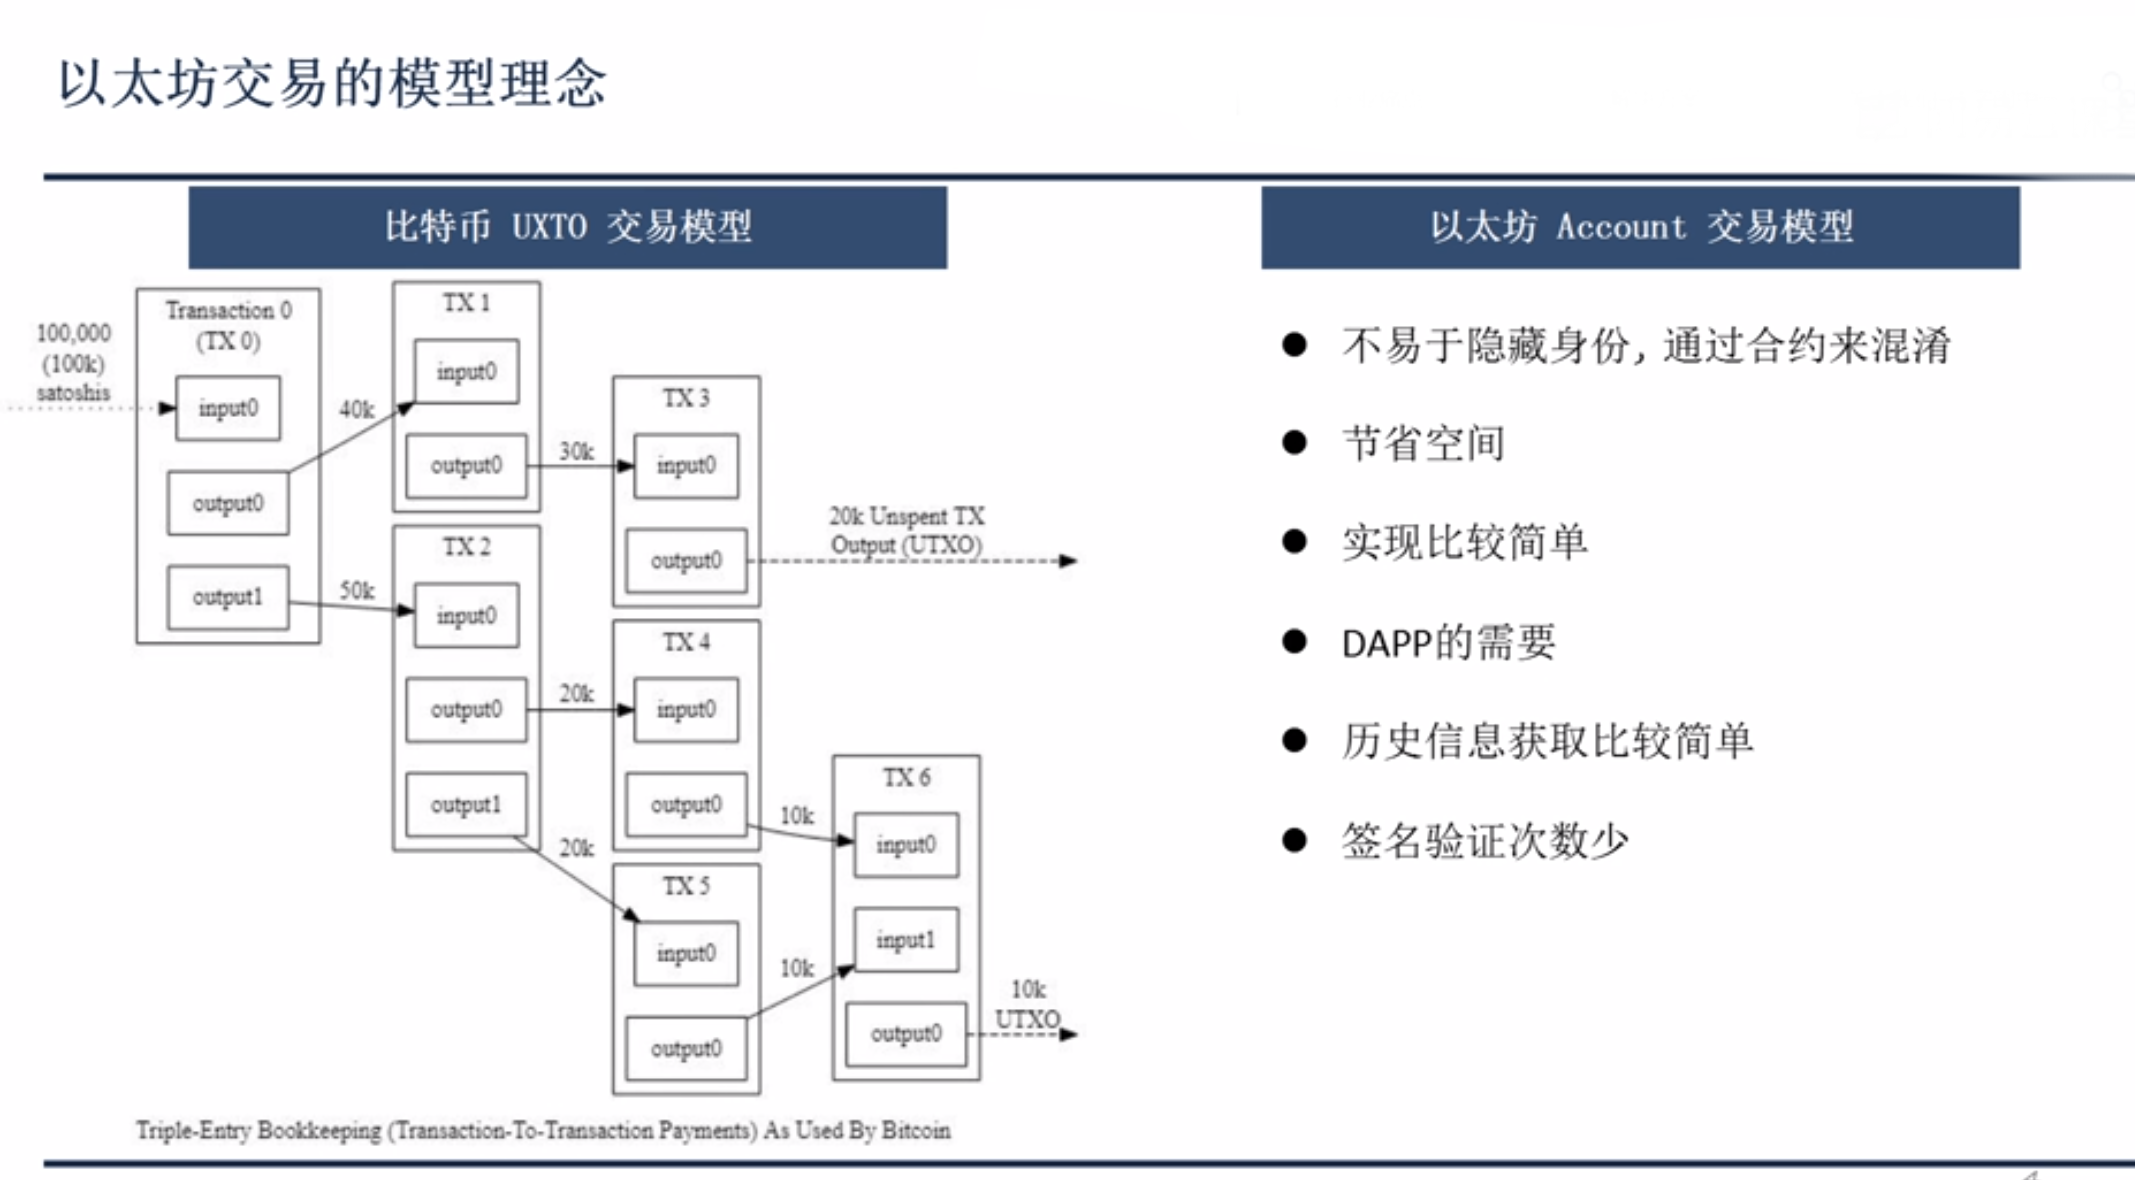 以太坊交易的模型理念
比特币 UXTO 交易模型
100,000
(100k)
satoshis
Transaction 0
(TX 0)
input0
output0
output1
40k
50k
TX 1
input0
output0
30k
TX 2
input0
output0
output1
20k
20k
TX 3
input0
output0
20k Unspent TX
Output (UTXO)
TX 4
input0
output0
10k
TX 5
input0
output0
10k
TX 6
input0
input1
output0
10k
UTXO
Triple-Entry Bookkeeping (Transaction-To-Transaction Payments) As Used By Bitcoin
以太坊 Account 交易模型
● 不易于隐藏身份, 通过合约来混淆
● 节省空间
● 实现比较简单
● DAPP的需要
● 历史信息获取比较简单
● 签名验证次数少